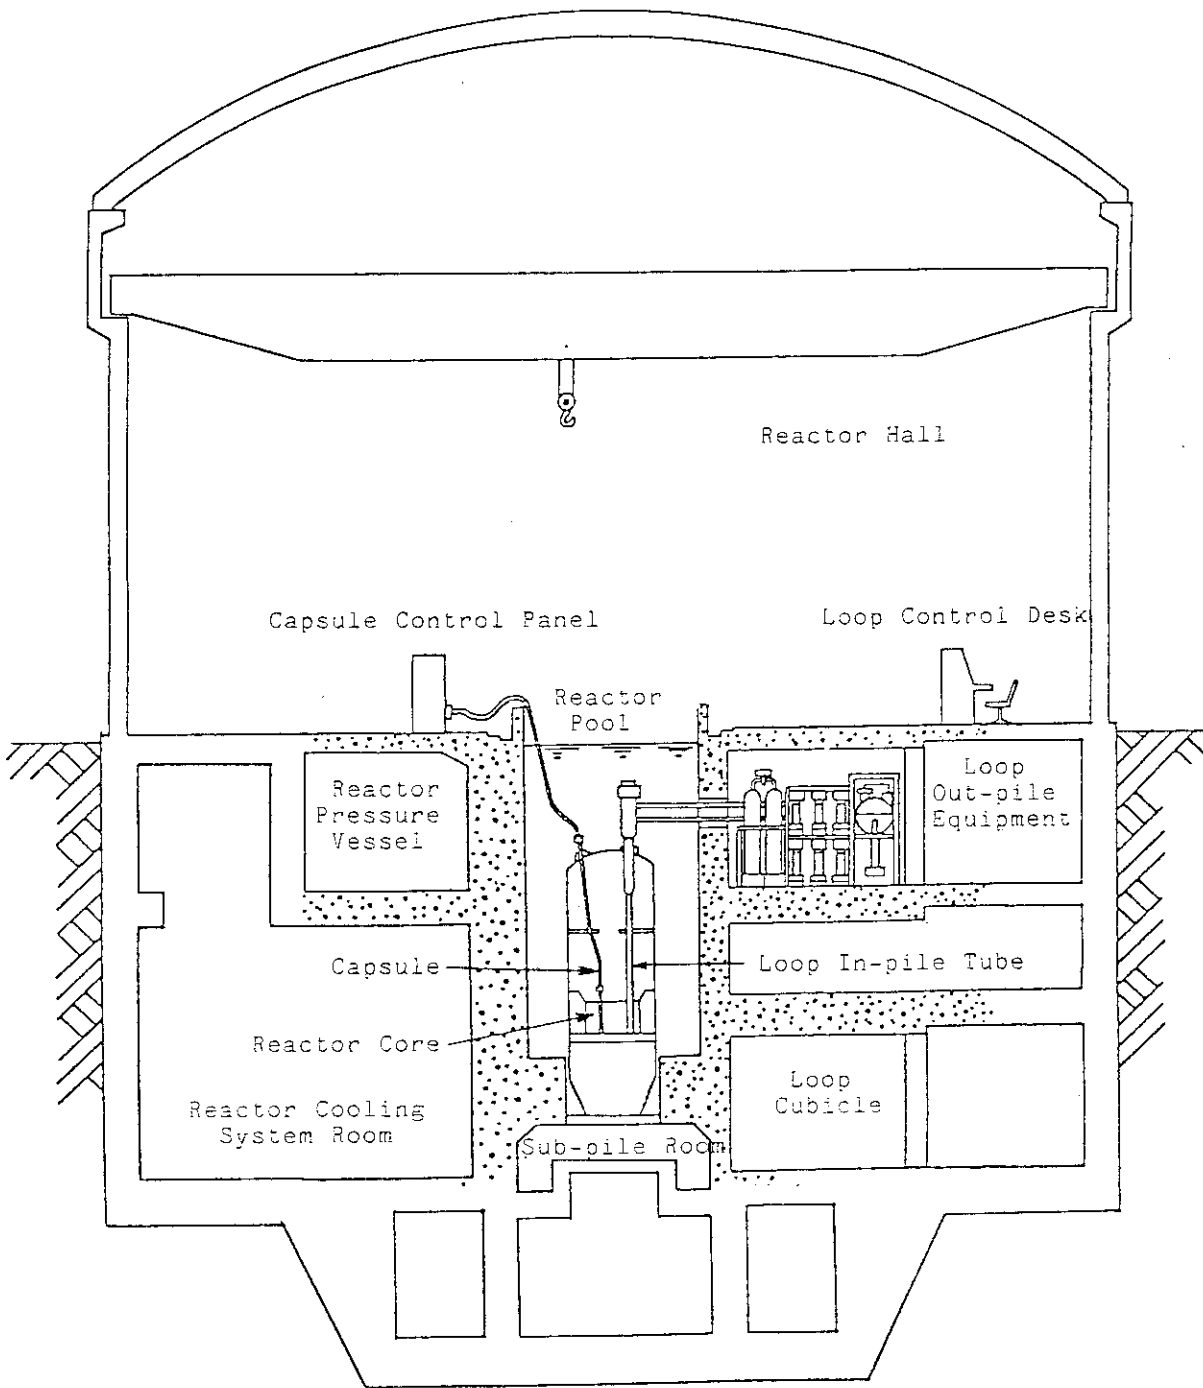 Reactor Hall
Capsule Control Panel
Loop Control Desk
Reactor
Pool
Reactor
Pressure
Vessel
Loop
Out-pile
Equipment
Capsule
Loop In-pile Tube
Reactor Core
Loop
Cubicle
Reactor Cooling
System Room
Sub-pile Room